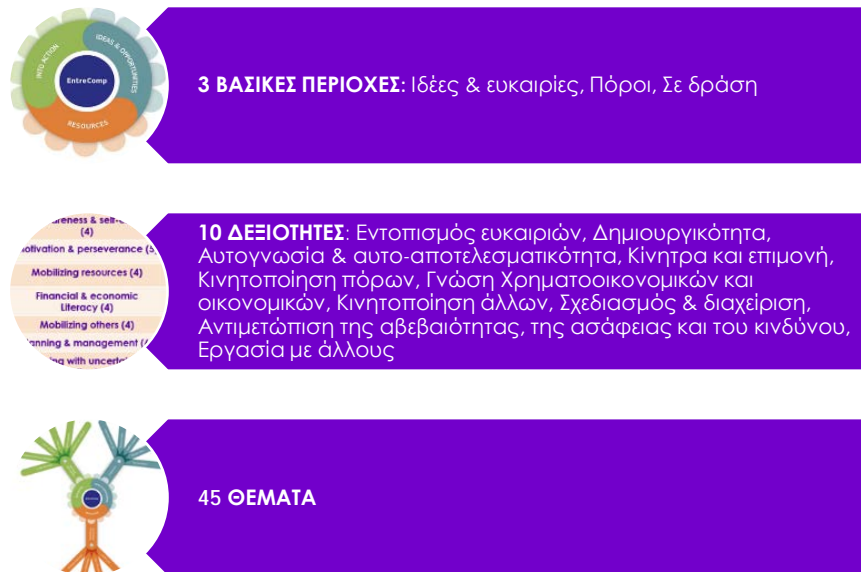 INTO ACTION
IDEAS & OPPORTUNITIES
EntreComp
RESOURCES
3 ΒΑΣΙΚΕΣ ΠΕΡΙΟΧΕΣ: Ιδέες & ευκαιρίες, Πόροι, Σε δράση
(4)
Mobilizing resources (4)
Financial & economic
Literacy (4)
Mobilizing others (4)
& management
with
10 ΔΕΞΙΟΤΗΤΕΣ: Εντοπισμός ευκαιριών, Δημιουργικότητα,
Αυτογνωσία & αυτο-αποτελεσματικότητα, Κίνητρα και επιμονή,
Κινητοποίηση πόρων, Γνώση Χρηματοοικονομικών και
οικονομικών, Κινητοποίηση άλλων, Σχεδιασμός & διαχείριση,
Αντιμετώπιση της αβεβαιότητας, της ασάφειας και του κινδύνου,
Εργασία με άλλους
45 ΘΕΜΑΤΑ